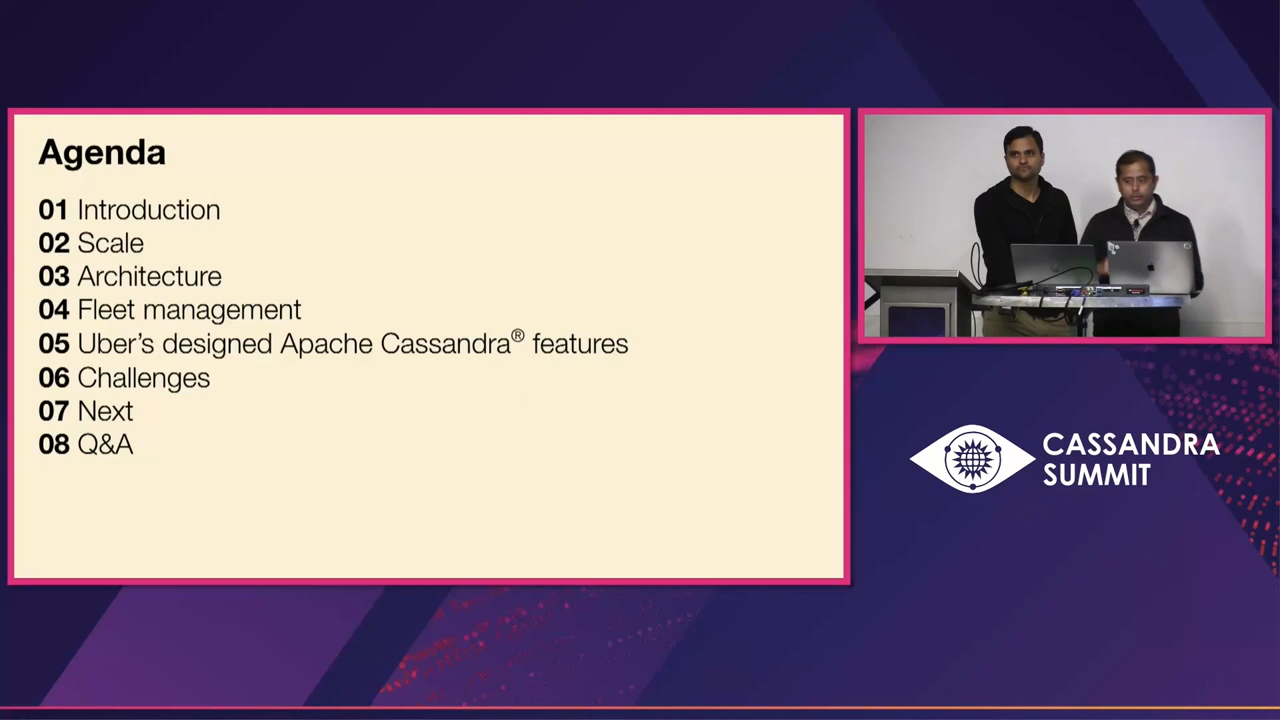 Agenda
01 Introduction
02 Scale
03 Architecture
04 Fleet management
05 Uber's designed Apache Cassandra® features
06 Challenges
07 Next
08 Q&A
CASSANDRA
SUMMIT